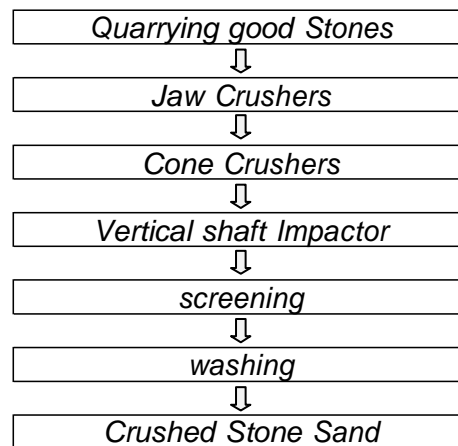 Quarrying good Stones
Jaw Crushers
Cone Crushers
Vertical shaft Impactor
screening
washing
Crushed Stone Sand